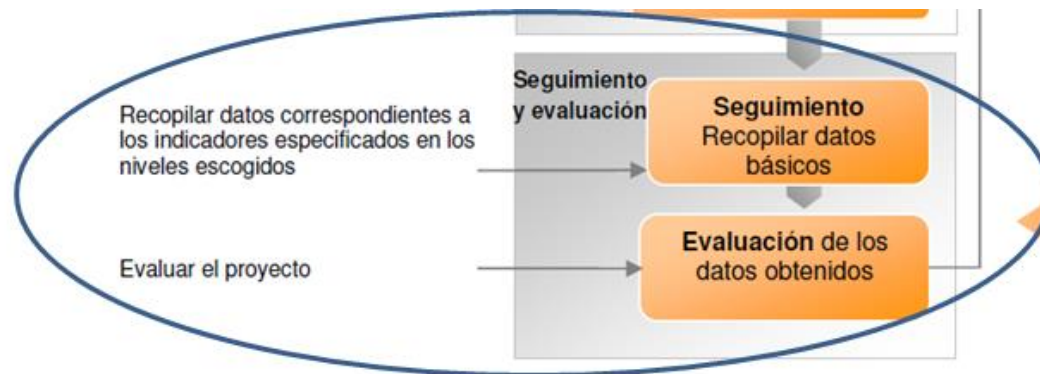 Seguimiento
y evaluación
Recopilar datos correspondientes a
los indicadores especificados en los
niveles escogidos
Seguimiento
Recopilar datos
básicos
Evaluar el proyecto
Evaluación de los
datos obtenidos